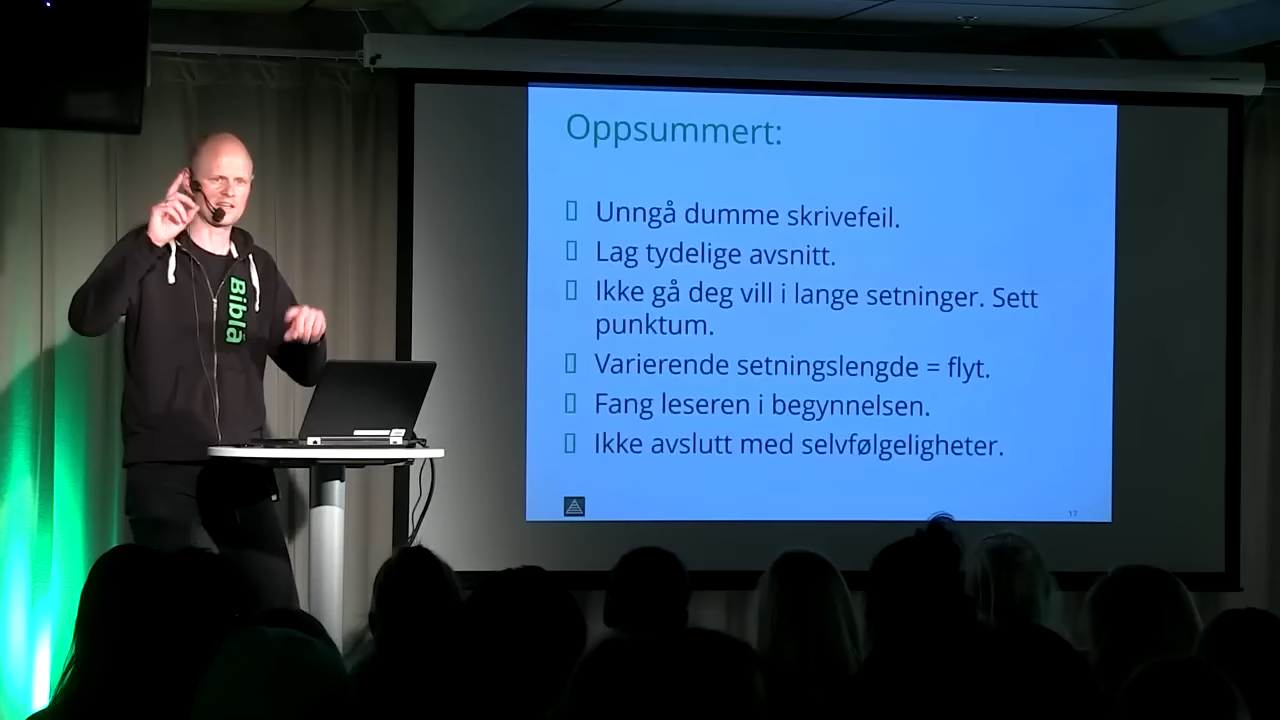 Oppsummert:
Unngå dumme skrivefeil.
Lag tydelige avsnitt.
Ikke gå deg vill i lange setninger. Sett
punktum.
Varierende setningslengde = flyt.
Fang leseren i begynnelsen.
Ikke avslutt med selvfølgeligheter.
17
Biblä